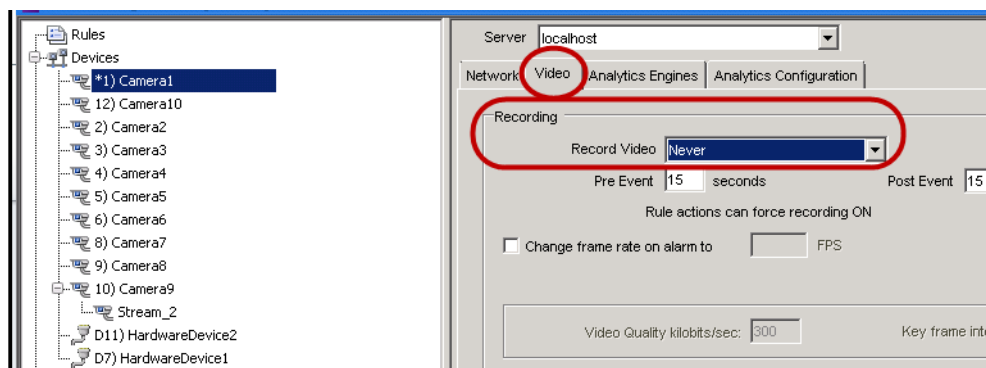 Rules
Devices
*1) Camera1
12) Camera10
2) Camera2
3) Camera3
4) Camera4
5) Camera5
6) Camera6
8) Camera7
9) Camera8
10) Camera9
Stream_2
D11) HardwareDevice2
D7) HardwareDevice1
Server localhost
Network Video Analytics Engines Analytics Configuration
Recording
Record Video Never
Pre Event 15 seconds Post Event 15
Rule actions can force recording ON
Change frame rate on alarm to FPS
Video Quality kilobits/sec: 300 Key frame inte